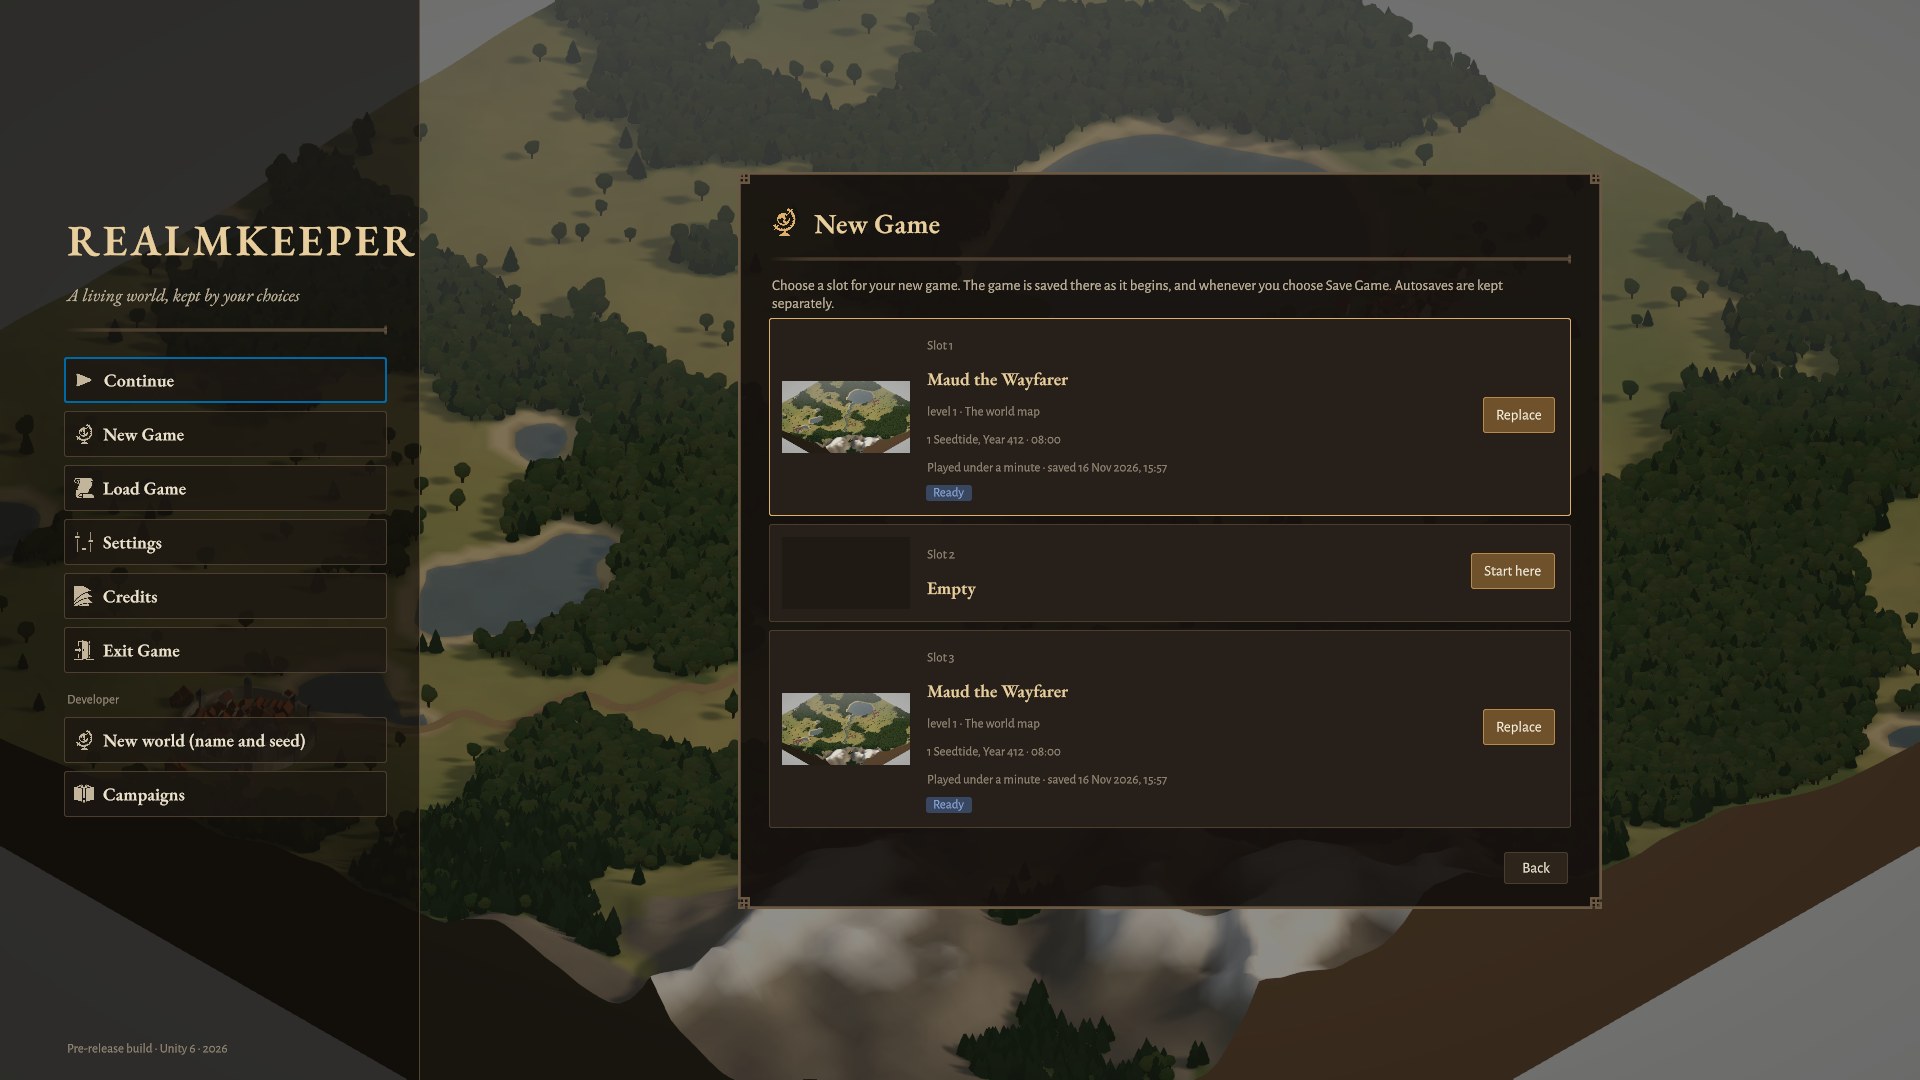 REALMKEEPER
A living world, kept by your choices
Continue
New Game
Load Game
Settings
Credits
Exit Game
Developer
New world (name and seed)
Campaigns
Pre-release build · Unity 6 · 2026
New Game
Choose a slot for your new game. The game is saved there as it begins, and whenever you choose Save Game. Autosaves are kept
separately.
Slot 1
Maud the Wayfarer
level 1 · The world map
1 Seedtide, Year 412 · 08:00
Played under a minute · saved 16 Nov 2026, 15:57
Ready
Replace
Slot 2
Empty
Start here
Slot 3
Maud the Wayfarer
level 1 · The world map
1 Seedtide, Year 412 · 08:00
Played under a minute · saved 16 Nov 2026, 15:57
Ready
Replace
Back